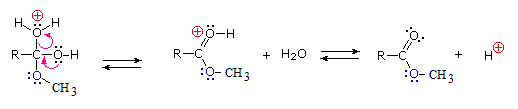 ⊕ ⊕
H O H O H O
R C O H R C + H₂O R C + H⊕
O CH₃ O CH₃ O CH₃